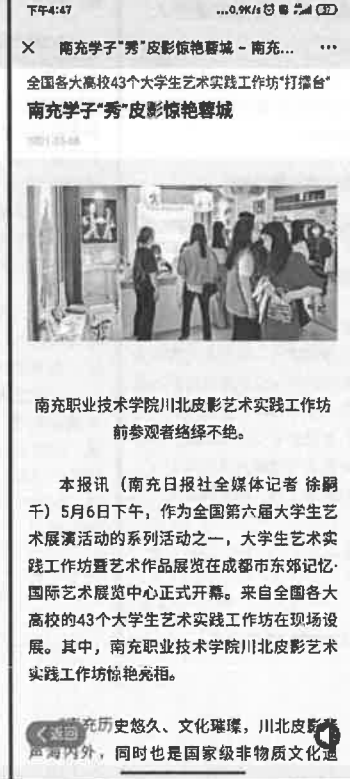 下午4:47
...0.9K/s
37
南充学子“秀”皮影惊艳蓉城 - 南充...
全国各大高校43个大学生艺术实践工作坊“打擂台”
南充学子“秀”皮影惊艳蓉城
南充职业技术学院川北皮影艺术实践工作坊
前参观者络绎不绝。
本报讯（南充日报社全媒体记者 徐嗣
千）5月6日下午，作为全国第六届大学生艺
术展演活动的系列活动之一，大学生艺术实
践工作坊暨艺术作品展览在成都市东郊记忆·
国际艺术展览中心正式开幕。来自全国各大
高校的43个大学生艺术实践工作坊在现场设
展。其中，南充职业技术学院川北皮影艺术
实践工作坊惊艳亮相。
南充历史悠久、文化璀璨，川北皮影
返回
声海内外，同时也是国家级非物质文化遗